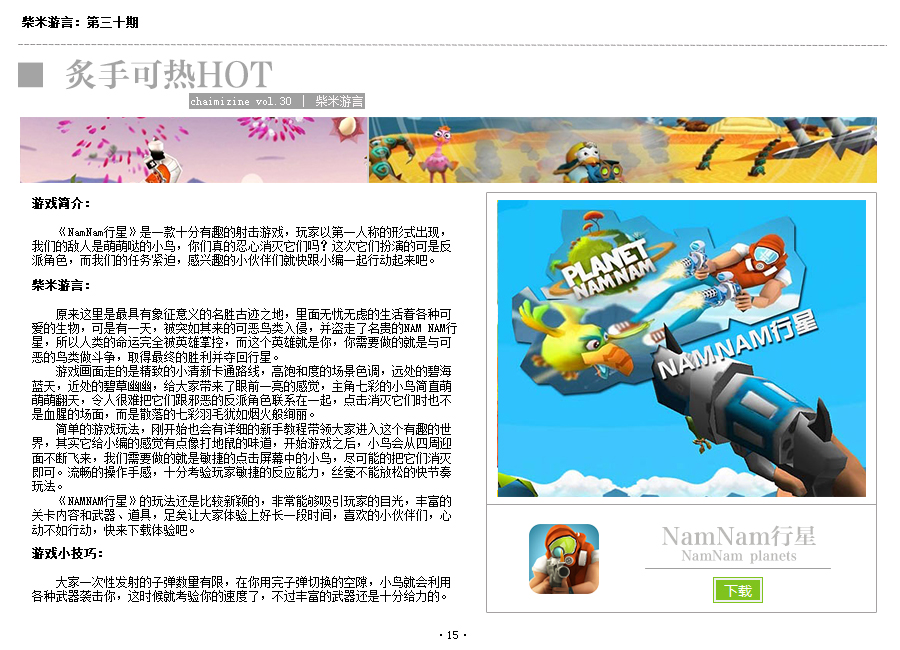 柴米游言：第三十期
炙手可热HOT
chaimizine vol.30 | 柴米游言
游戏简介：
《NamNam行星》是一款十分有趣的射击游戏，玩家以第一人称的形式出现，
我们的敌人是萌萌哒的小鸟，你们真的忍心消灭它们吗？这次它们扮演的可是反
派角色，而我们的任务紧迫，感兴趣的小伙伴们就快跟小编一起行动起来吧。
柴米游言：
原来这里是最具有象征意义的名胜古迹之地，里面无忧无虑的生活着各种可
爱的生物，可是有一天，被突如其来的可恶鸟类入侵，并盗走了名贵的NAM NAM行
星，所以人类的命运完全被英雄掌控，而这个英雄就是你，你需要做的就是与可
恶的鸟类做斗争，取得最终的胜利并夺回行星。
游戏画面走的是精致的小清新卡通路线，高饱和度的场景色调，远处的碧海
蓝天，近处的碧草幽幽，给大家带来了眼前一亮的感觉，主角七彩的小鸟简直萌
萌萌翻天，令人很难把它们跟邪恶的反派角色联系在一起，点击消灭它们时也不
是血腥的场面，而是散落的七彩羽毛犹如烟火般绚丽。
简单的游戏玩法，刚开始也会有详细的新手教程带领大家进入这个有趣的世
界，其实它给小编的感觉有点像打地鼠的味道，开始游戏之后，小鸟会从四周迎
面不断飞来，我们需要做的就是敏捷的点击屏幕中的小鸟，尽可能的把它们消灭
即可。流畅的操作手感，十分考验玩家敏捷的反应能力，丝毫不能放松的快节奏
玩法。
《NAMNAM行星》的玩法还是比较新颖的，非常能够吸引玩家的目光，丰富的
关卡内容和武器、道具，足矣让大家体验上好长一段时间，喜欢的小伙伴们，心
动不如行动，快来下载体验吧。
游戏小技巧：
大家一次性发射的子弹数量有限，在你用完子弹切换的空隙，小鸟就会利用
各种武器袭击你，这时候就考验你的速度了，不过丰富的武器还是十分给力的。
PLANET
NAMNAM
NAMNAM行星
NamNam行星
NamNam planets
下载
·15·